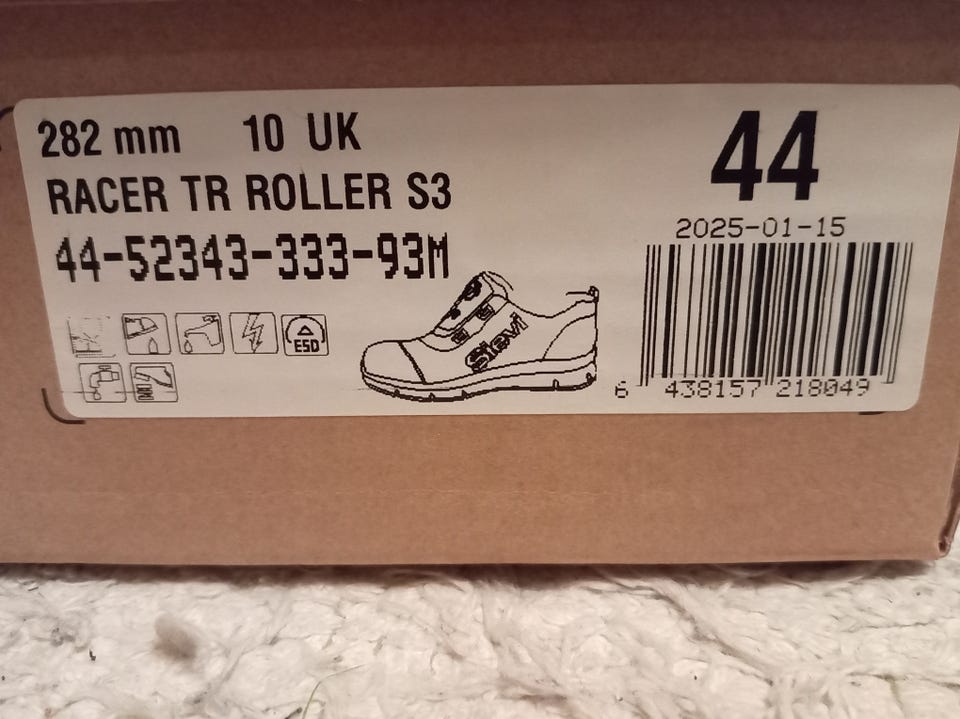 282 mm 10 UK
RACER TR ROLLER S3
44-52343-333-93M
ESD
Sievi
44
2025-01-15
6 438157 218049